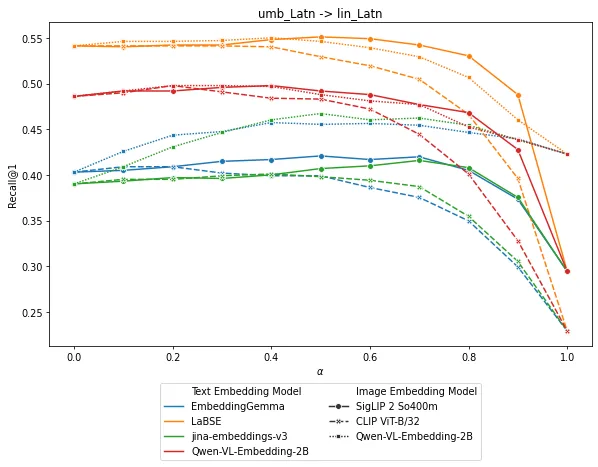 umb_Latn -> lin_Latn
Recall@1
0.55
0.50
0.45
0.40
0.35
0.30
0.25
0.0 0.2 0.4 0.6 0.8 1.0
α
Text Embedding Model Image Embedding Model
EmbeddingGemma SigLIP 2 So400m
LaBSE CLIP ViT-B/32
jina-embeddings-v3 Qwen-VL-Embedding-2B
Qwen-VL-Embedding-2B